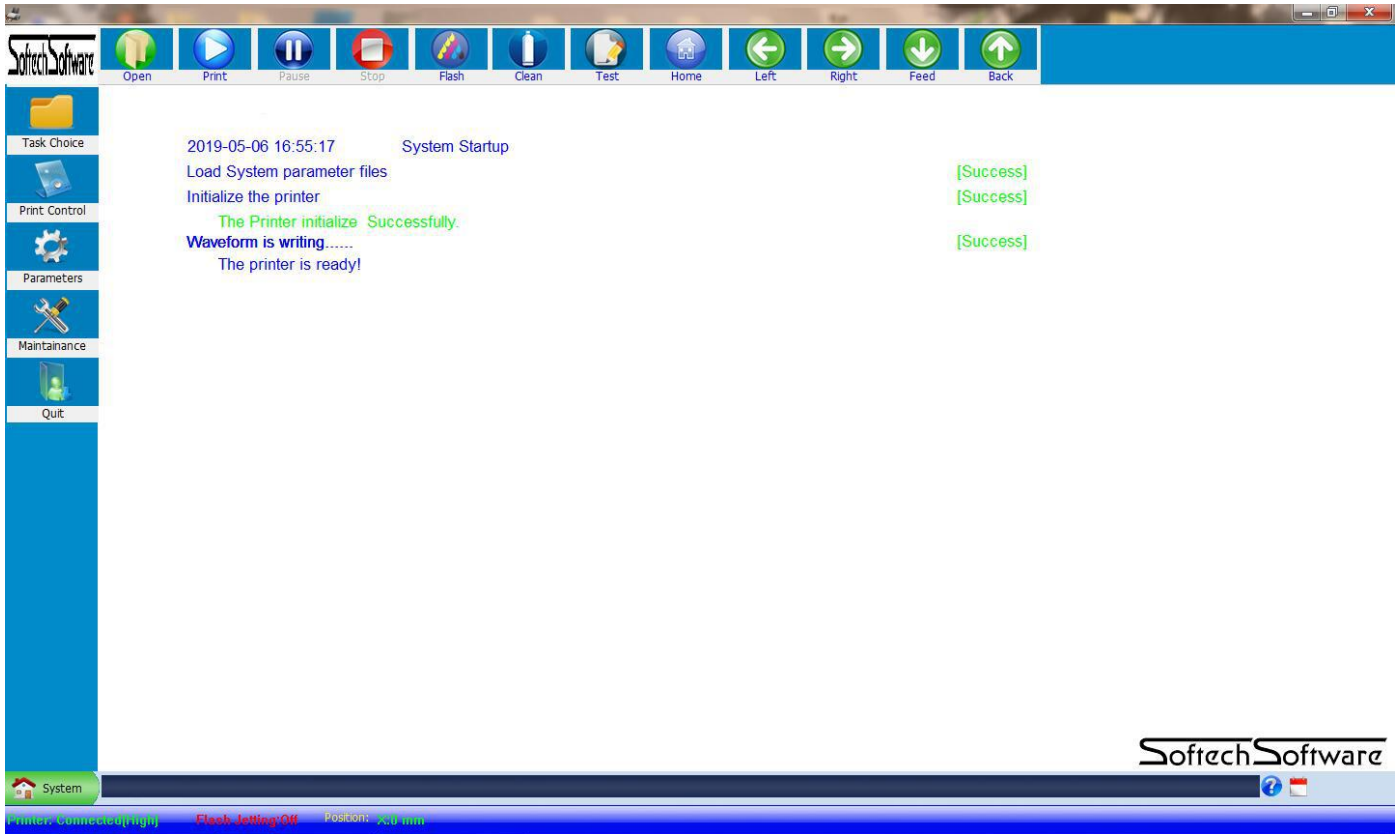 SoftechSoftware
Open Print Pause Stop Flash Clean Test Home Left Right Feed Back
Task Choice
Print Control
Parameters
Maintainance
Quit
2019-05-06 16:55:17 System Startup
Load System parameter files [Success]
Initialize the printer [Success]
The Printer initialize Successfully.
Waveform is writing...... [Success]
The printer is ready!
SoftechSoftware
System
Printer: Connected[High] Flash Jetting:Off Position: X:0 mm